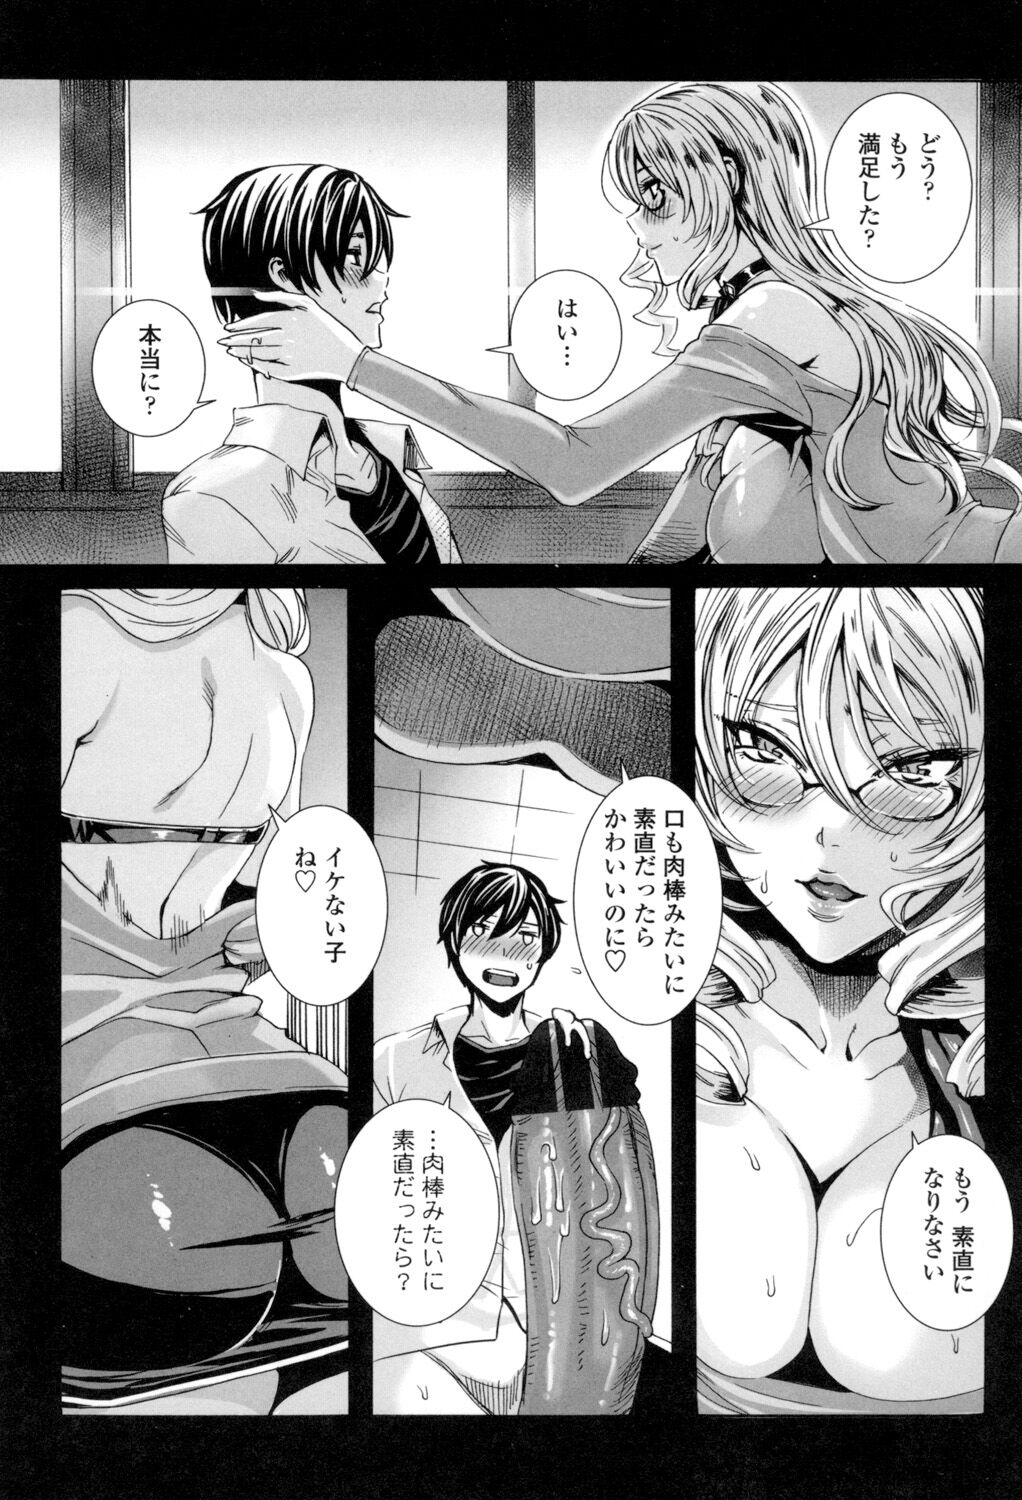 どう?
もう
満足した?
はい…
本当に?
もう 素直に
なりなさい
口も肉棒みたいに
素直だったら
かわいいのに♡
…肉棒みたいに
素直だったら?
イケない子
ね♡